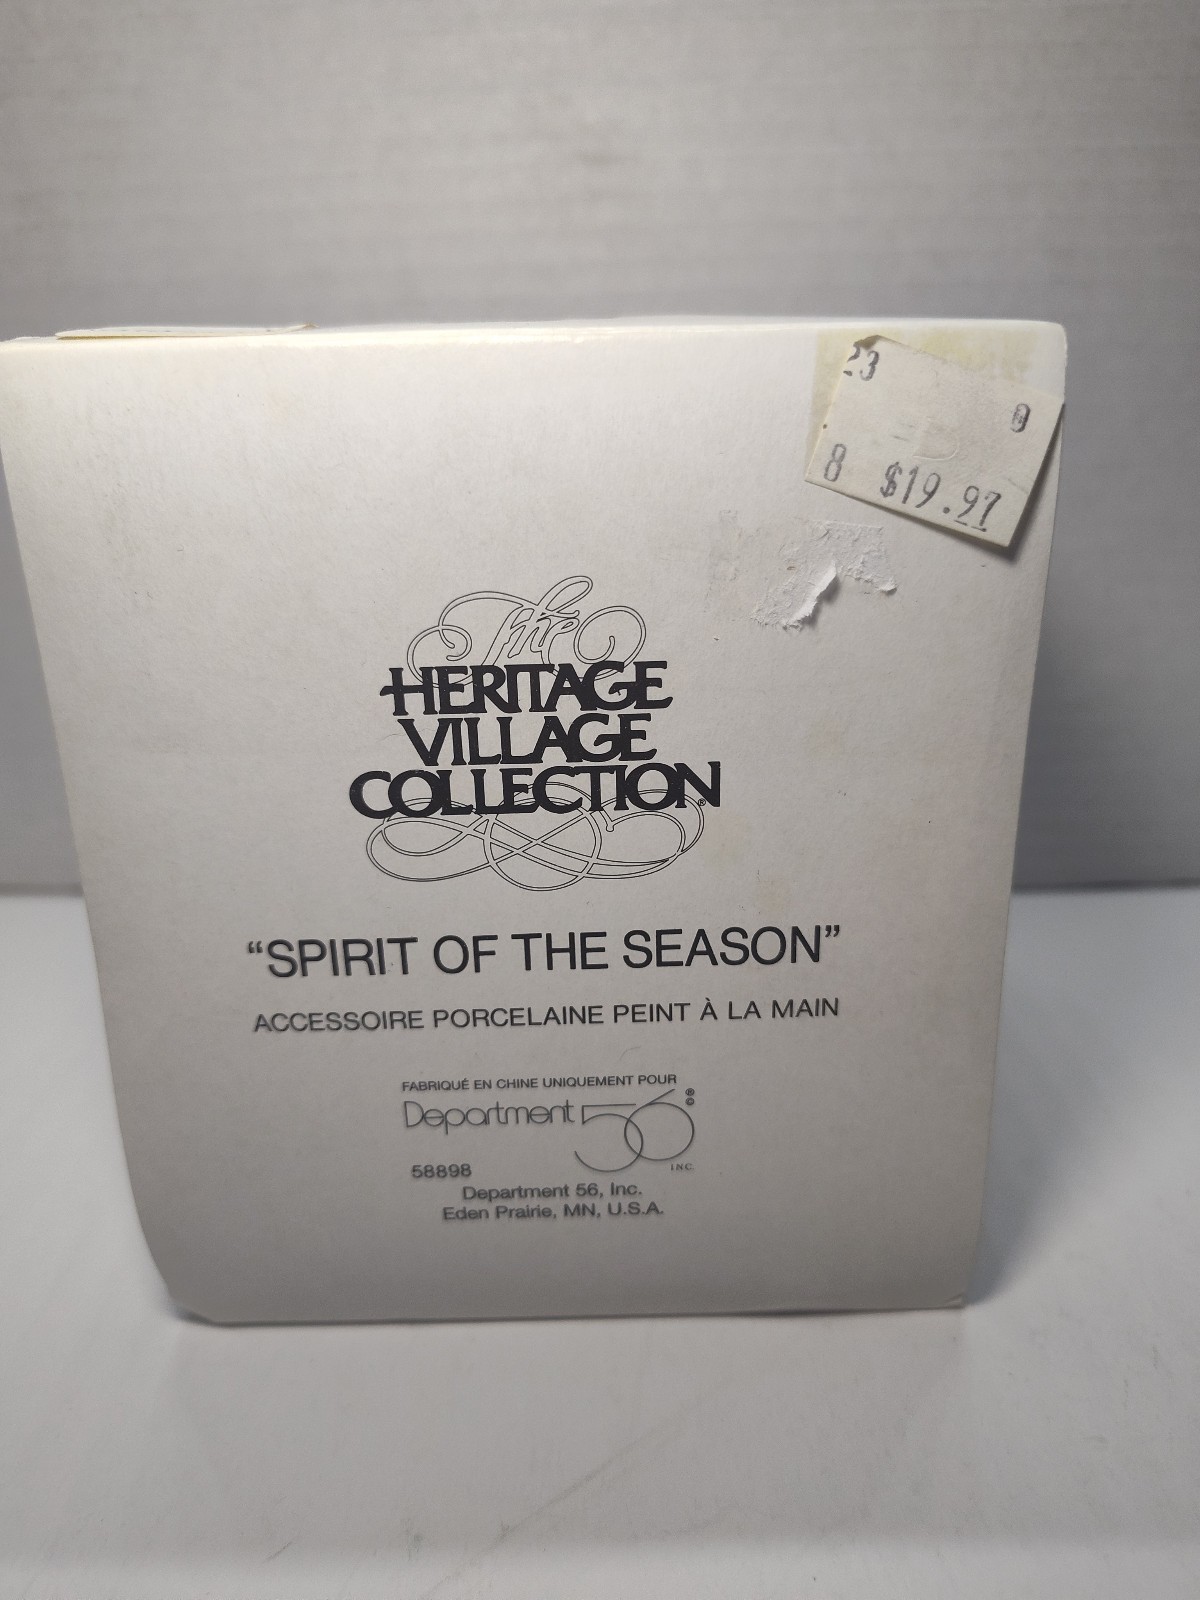 23
0
8 $19.97
The
HERITAGE
VILLAGE
COLLECTION®
“SPIRIT OF THE SEASON”
ACCESSOIRE PORCELAINE PEINT À LA MAIN
FABRIQUÉ EN CHINE UNIQUEMENT POUR
Department 56 ® ©
INC.
58898
Department 56, Inc.
Eden Prairie, MN, U.S.A.